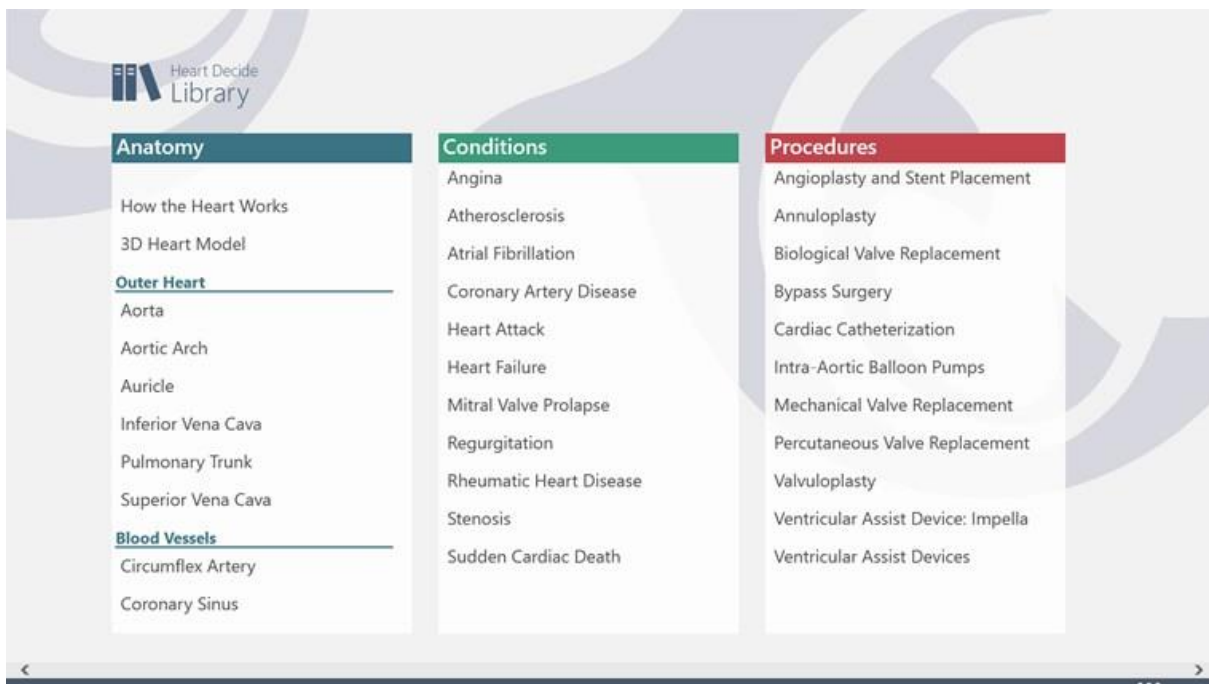 Heart Decide
Library
Anatomy
How the Heart Works
3D Heart Model
Outer Heart
Aorta
Aortic Arch
Auricle
Inferior Vena Cava
Pulmonary Trunk
Superior Vena Cava
Blood Vessels
Circumflex Artery
Coronary Sinus
Conditions
Angina
Atherosclerosis
Atrial Fibrillation
Coronary Artery Disease
Heart Attack
Heart Failure
Mitral Valve Prolapse
Regurgitation
Rheumatic Heart Disease
Stenosis
Sudden Cardiac Death
Procedures
Angioplasty and Stent Placement
Annuloplasty
Biological Valve Replacement
Bypass Surgery
Cardiac Catheterization
Intra-Aortic Balloon Pumps
Mechanical Valve Replacement
Percutaneous Valve Replacement
Valvuloplasty
Ventricular Assist Device: Impella
Ventricular Assist Devices